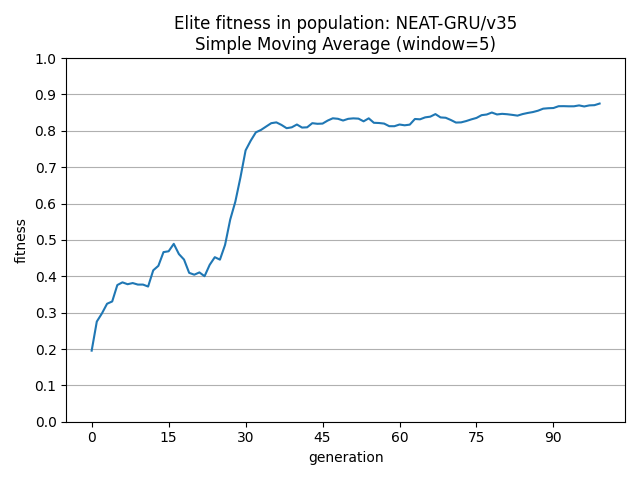 Elite fitness in population: NEAT-GRU/v35
Simple Moving Average (window=5)
1.0
0.9
0.8
0.7
0.6
0.5
0.4
0.3
0.2
0.1
0.0
fitness
0 15 30 45 60 75 90
generation